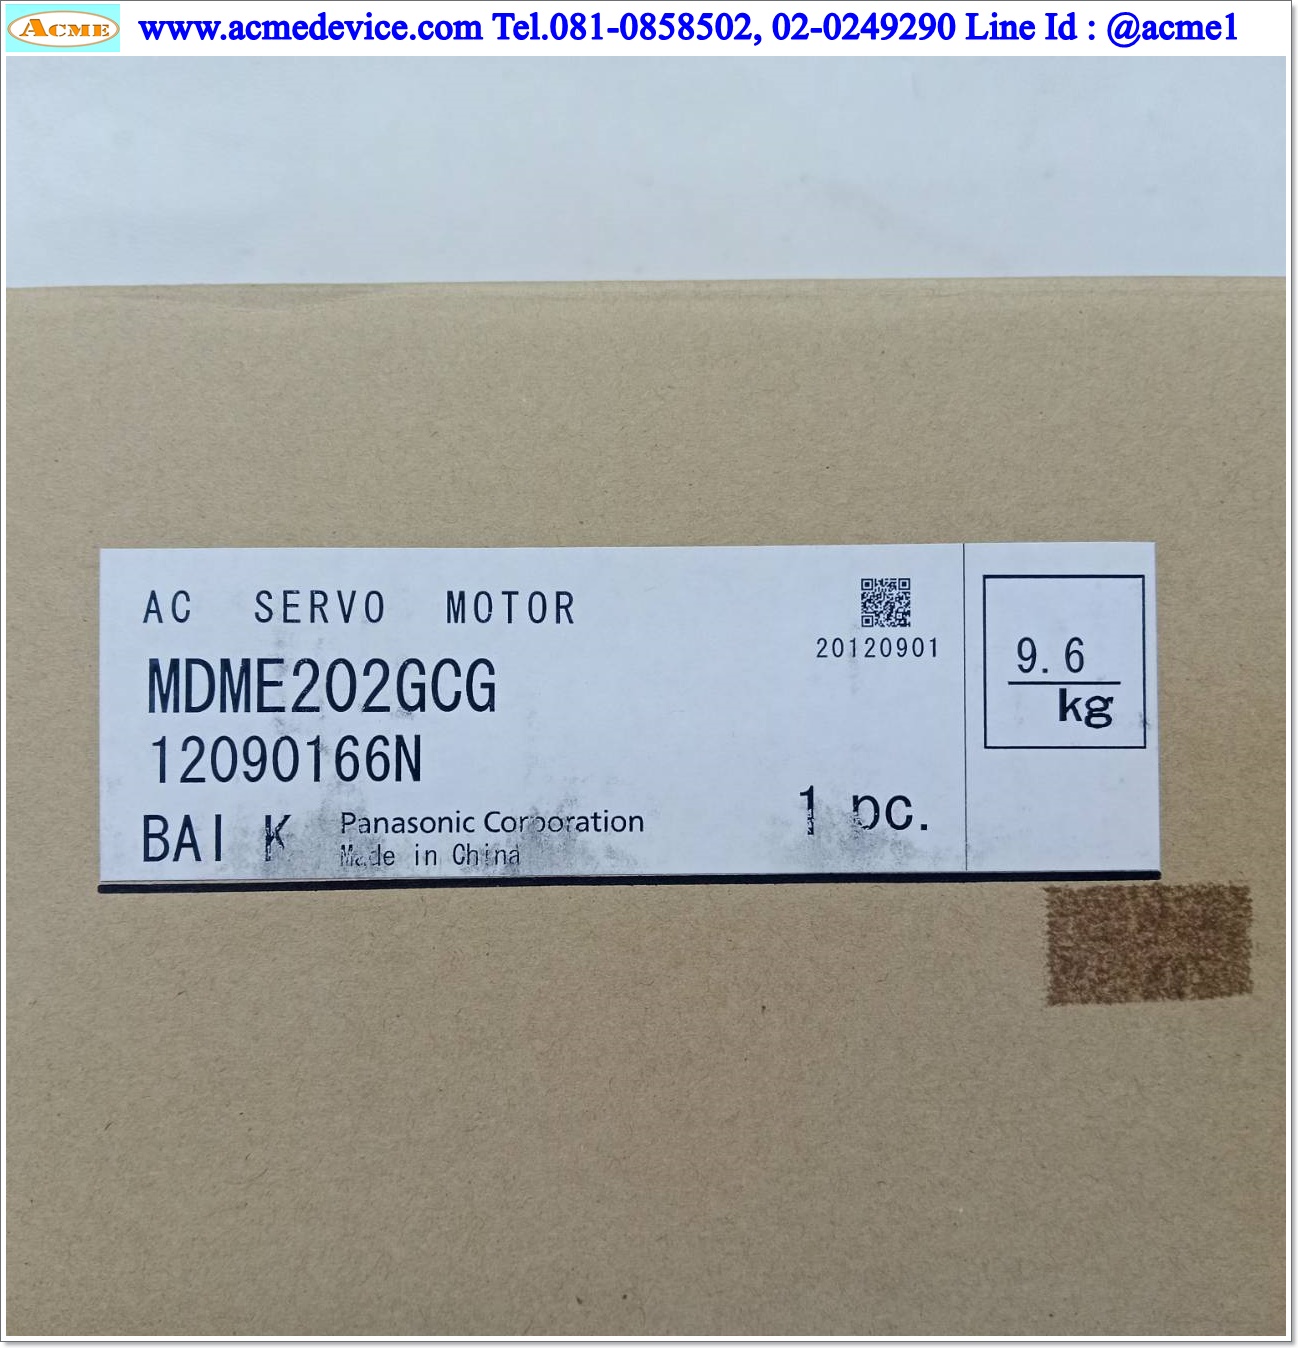 ACME www.acmedevice.com Tel.081-0858502, 02-0249290 Line Id : @acme1
AC SERVO MOTOR
20120901
MDME202GCG
12090166N
BAI K Panasonic Corporation
Made in China
1 pc.
9.6
kg